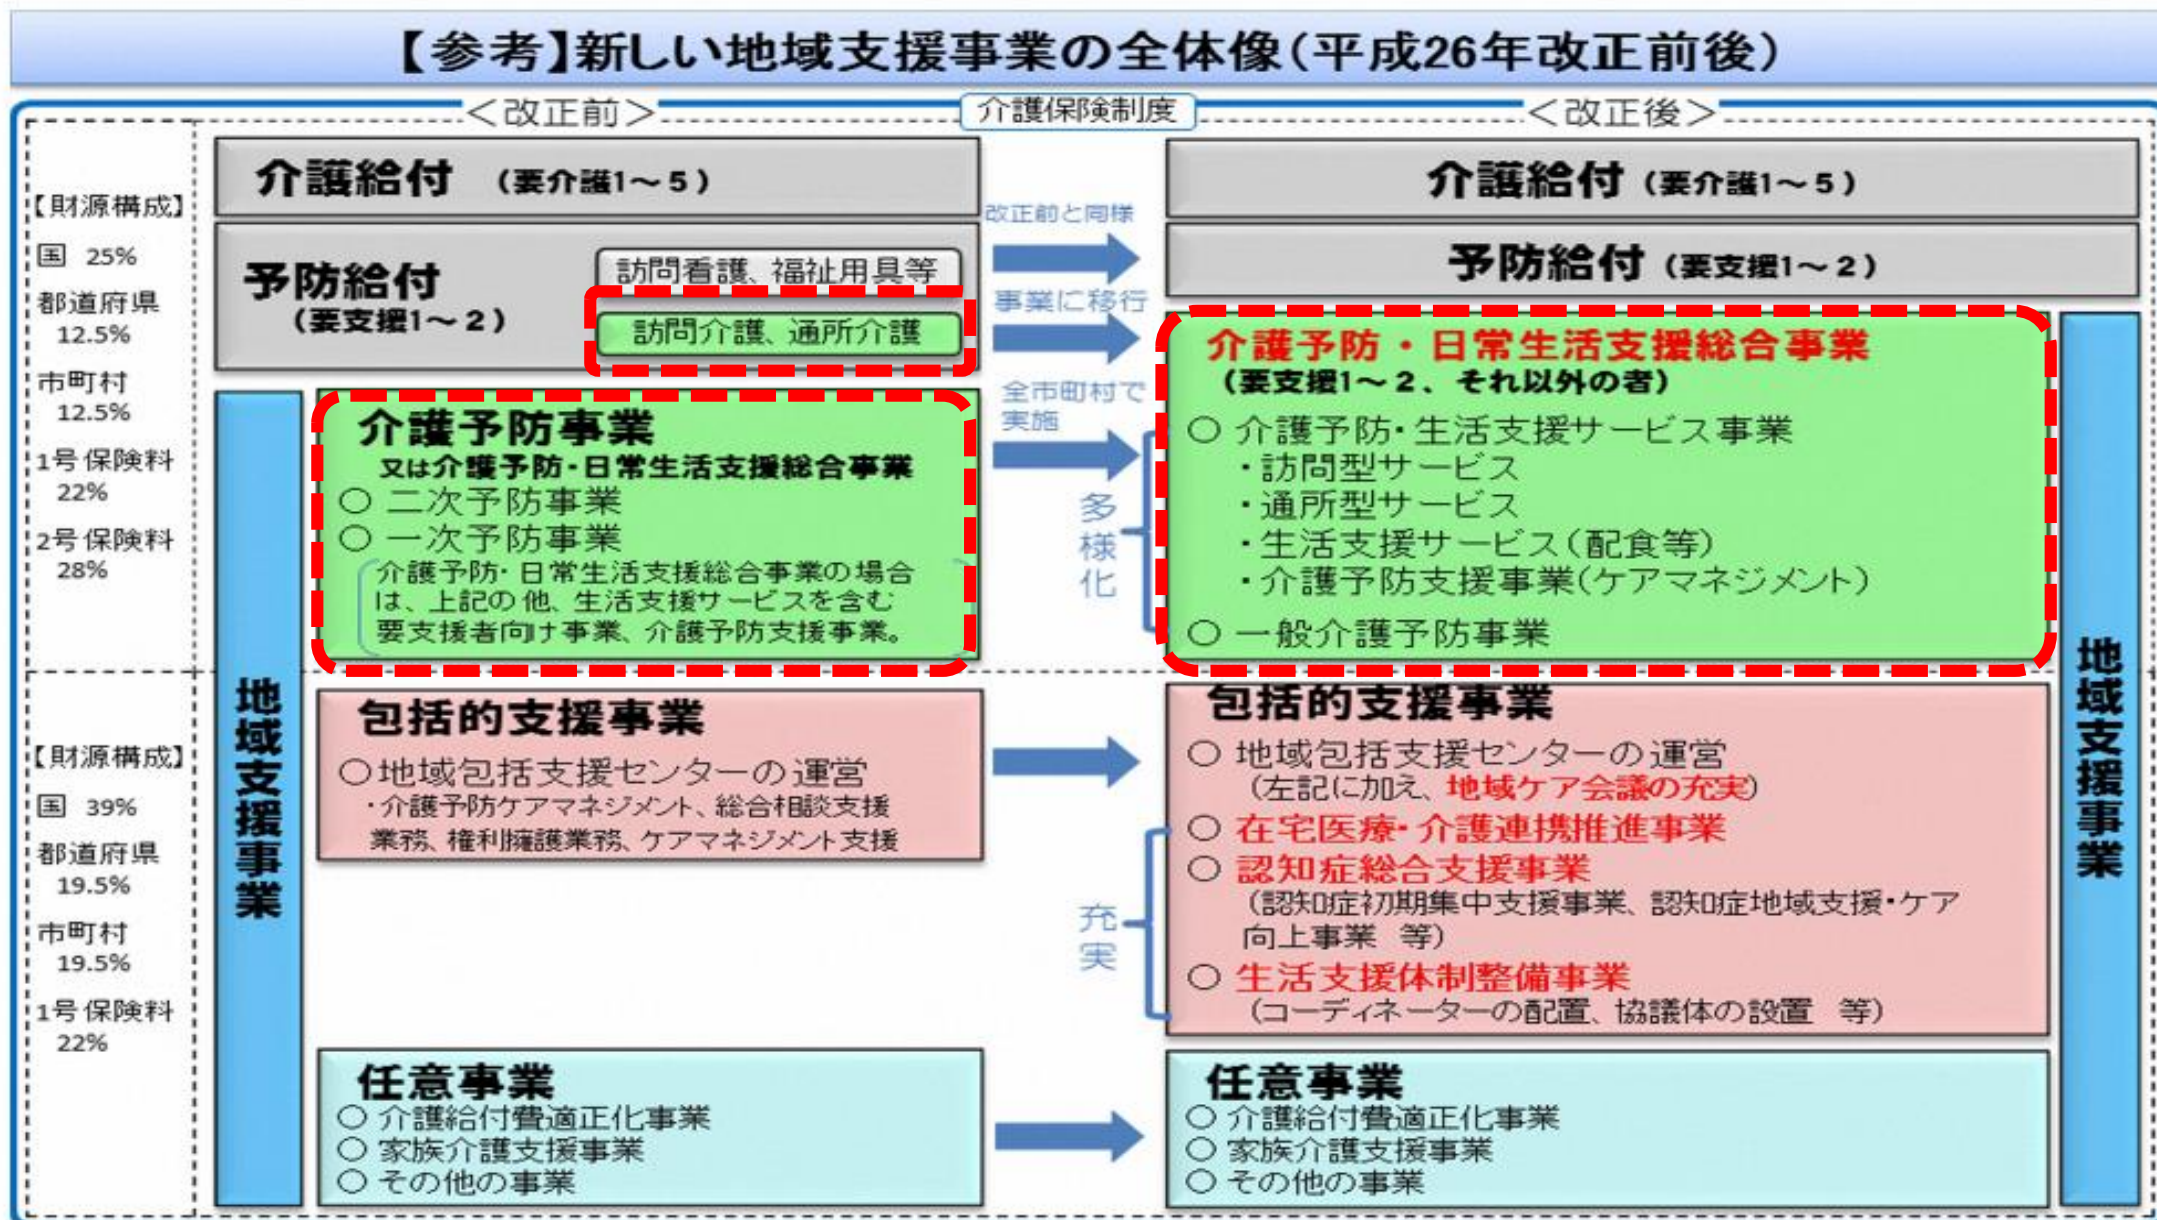 【参考】新しい地域支援事業の全体像(平成26年改正前後)
<改正前>
介護保険制度
<改正後>
【財源構成】
国 25%
都道府県
12.5%
市町村
12.5%
1号保険料
22%
2号保険料
28%
【財源構成】
国 39%
都道府県
19.5%
市町村
19.5%
1号保険料
22%
介護給付 (要介護1~5)
予防給付
(要支援1~2)
訪問看護、福祉用具等
訪問介護、通所介護
地域支援事業
介護予防事業
又は介護予防・日常生活支援総合事業
○ 二次予防事業
○ 一次予防事業
介護予防・日常生活支援総合事業の場合
は、上記の他、生活支援サービスを含む
要支援者向け事業、介護予防支援事業。
包括的支援事業
○地域包括支援センターの運営
・介護予防ケアマネジメント、総合相談支援
業務、権利擁護業務、ケアマネジメント支援
任意事業
○ 介護給付費適正化事業
○ 家族介護支援事業
○ その他の事業
改正前と同様
事業に移行
全市町村で
実施
多様化
充実
介護給付 (要介護1~5)
予防給付 (要支援1~2)
介護予防・日常生活支援総合事業
(要支援1~2、それ以外の者)
○ 介護予防・生活支援サービス事業
・訪問型サービス
・通所型サービス
・生活支援サービス(配食等)
・介護予防支援事業(ケアマネジメント)
○ 一般介護予防事業
包括的支援事業
○ 地域包括支援センターの運営
(左記に加え、地域ケア会議の充実)
○ 在宅医療・介護連携推進事業
○ 認知症総合支援事業
(認知症初期集中支援事業、認知症地域支援・ケア
向上事業 等)
○ 生活支援体制整備事業
(コーディネーターの配置、協議体の設置 等)
任意事業
○ 介護給付費適正化事業
○ 家族介護支援事業
○ その他の事業
地域支援事業